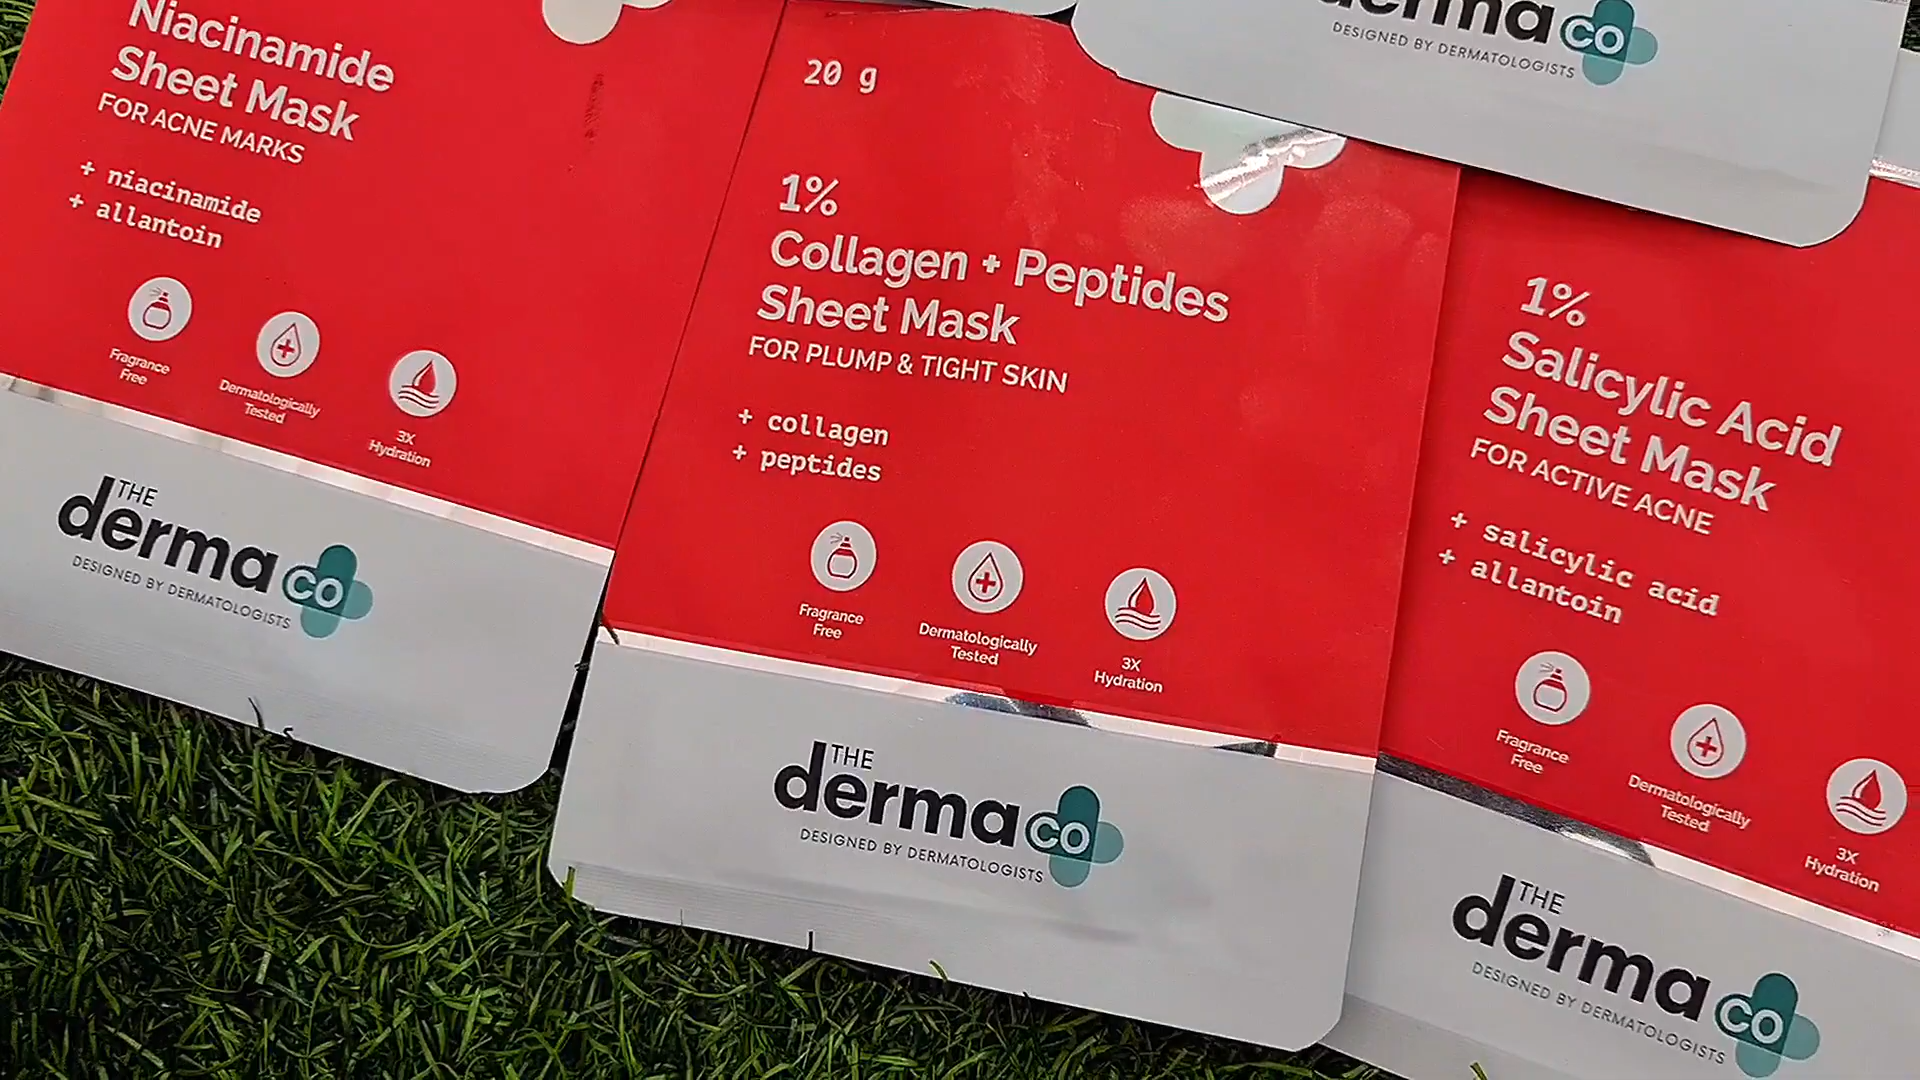 Niacinamide
Sheet Mask
FOR ACNE MARKS
+ niacinamide
+ allantoin
Fragrance
Free
Dermatologically
Tested
3X
Hydration
THE
derma co
DESIGNED BY DERMATOLOGISTS
20 g
1%
Collagen + Peptides
Sheet Mask
FOR PLUMP & TIGHT SKIN
+ collagen
+ peptides
Fragrance
Free
Dermatologically
Tested
3X
Hydration
THE
derma co
DESIGNED BY DERMATOLOGISTS
derma co
DESIGNED BY DERMATOLOGISTS
1%
Salicylic Acid
Sheet Mask
FOR ACTIVE ACNE
+ salicylic acid
+ allantoin
Fragrance
Free
Dermatologically
Tested
3X
Hydration
THE
derma co
DESIGNED BY DERMATOLOGISTS